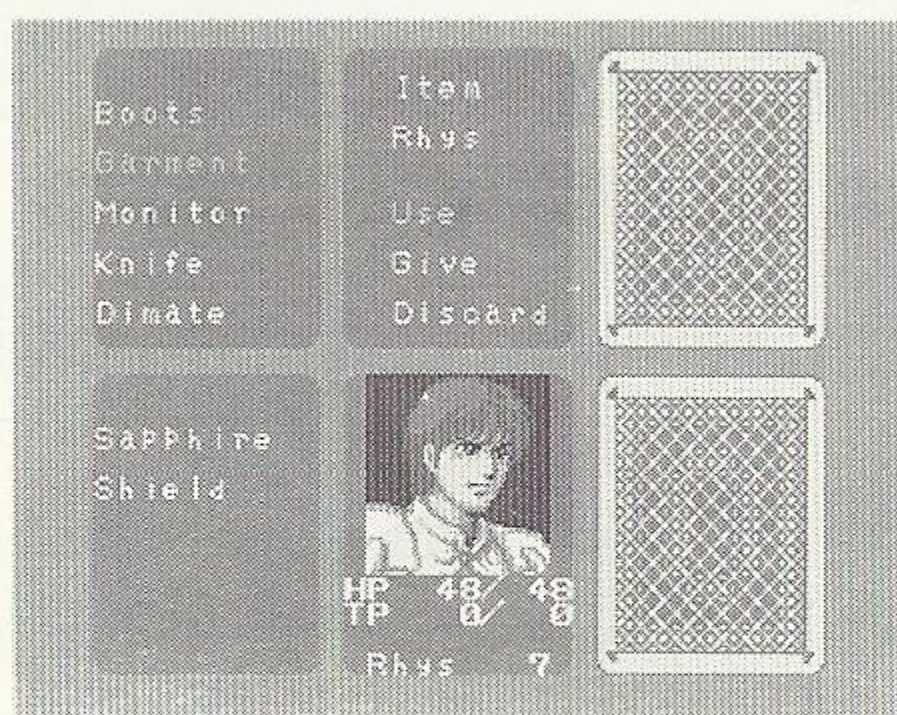 Boots
Garment
Monitor
Knife
Dimate
Item
Rhys
Use
Give
Discard
Sapphire
Shield
HP 48/ 48
TP 0/ 0
Rhys 7